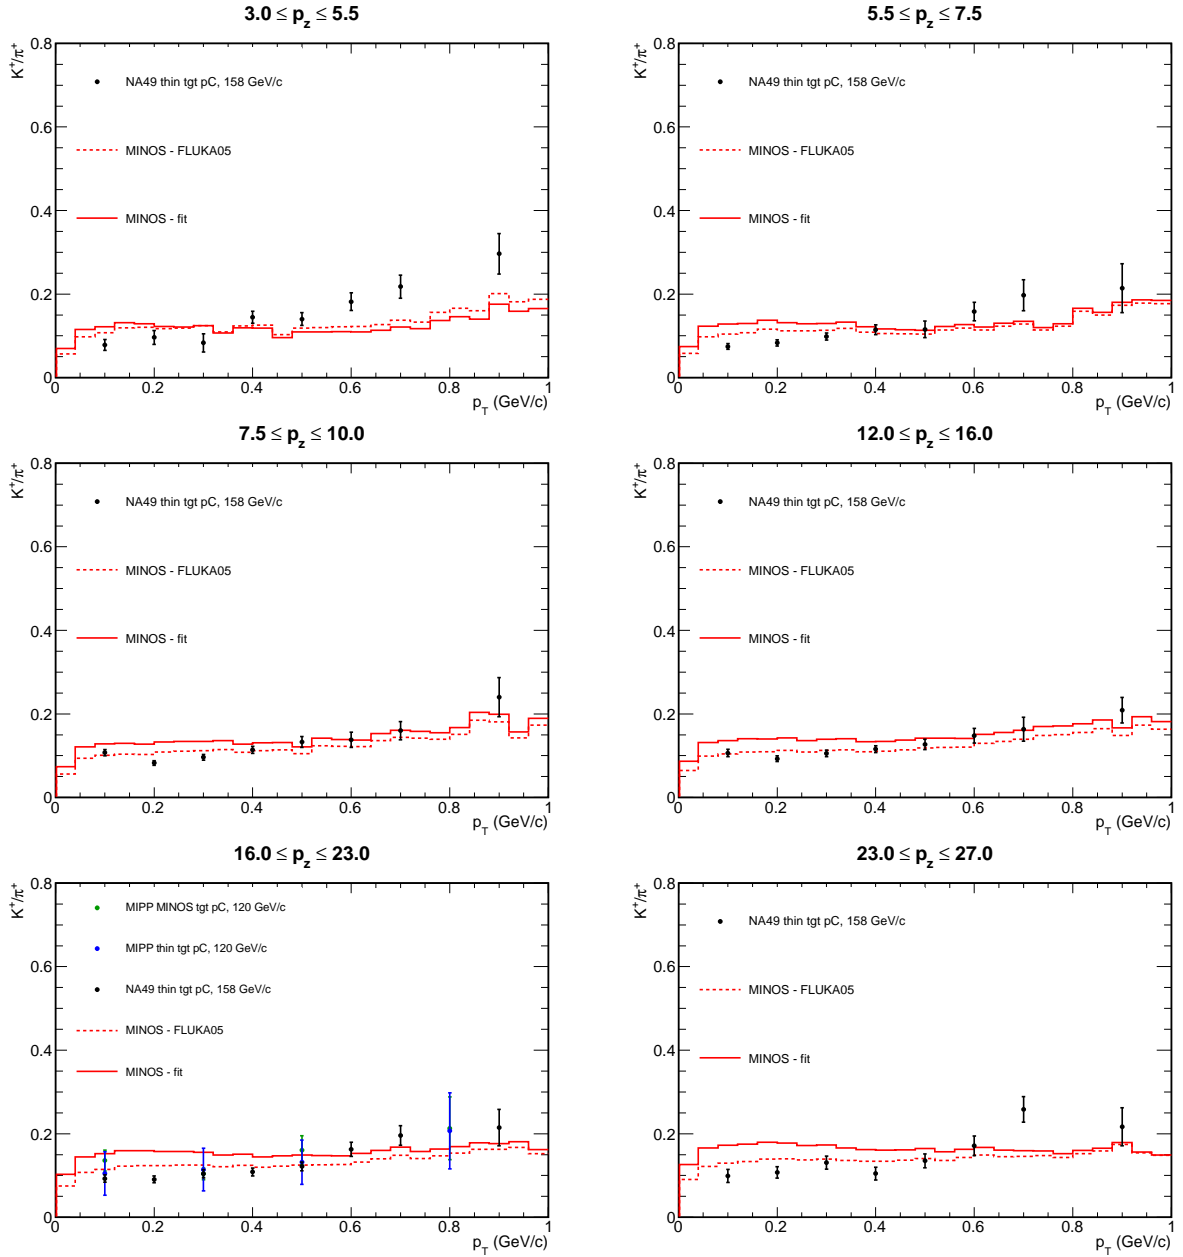 3.0 ≤ p_z ≤ 5.5
K⁺/π⁺
0.8
0.6
0.4
0.2
0
NA49 thin tgt pC, 158 GeV/c
MINOS - FLUKA05
MINOS - fit
0 0.2 0.4 0.6 0.8 1
p_T (GeV/c)
5.5 ≤ p_z ≤ 7.5
K⁺/π⁺
0.8
0.6
0.4
0.2
0
NA49 thin tgt pC, 158 GeV/c
MINOS - FLUKA05
MINOS - fit
0 0.2 0.4 0.6 0.8 1
p_T (GeV/c)
7.5 ≤ p_z ≤ 10.0
K⁺/π⁺
0.8
0.6
0.4
0.2
0
NA49 thin tgt pC, 158 GeV/c
MINOS - FLUKA05
MINOS - fit
0 0.2 0.4 0.6 0.8 1
p_T (GeV/c)
12.0 ≤ p_z ≤ 16.0
K⁺/π⁺
0.8
0.6
0.4
0.2
0
NA49 thin tgt pC, 158 GeV/c
MINOS - FLUKA05
MINOS - fit
0 0.2 0.4 0.6 0.8 1
p_T (GeV/c)
16.0 ≤ p_z ≤ 23.0
K⁺/π⁺
0.8
0.6
0.4
0.2
0
MIPP MINOS tgt pC, 120 GeV/c
MIPP thin tgt pC, 120 GeV/c
NA49 thin tgt pC, 158 GeV/c
MINOS - FLUKA05
MINOS - fit
0 0.2 0.4 0.6 0.8 1
p_T (GeV/c)
23.0 ≤ p_z ≤ 27.0
K⁺/π⁺
0.8
0.6
0.4
0.2
0
NA49 thin tgt pC, 158 GeV/c
MINOS - FLUKA05
MINOS - fit
0 0.2 0.4 0.6 0.8 1
p_T (GeV/c)